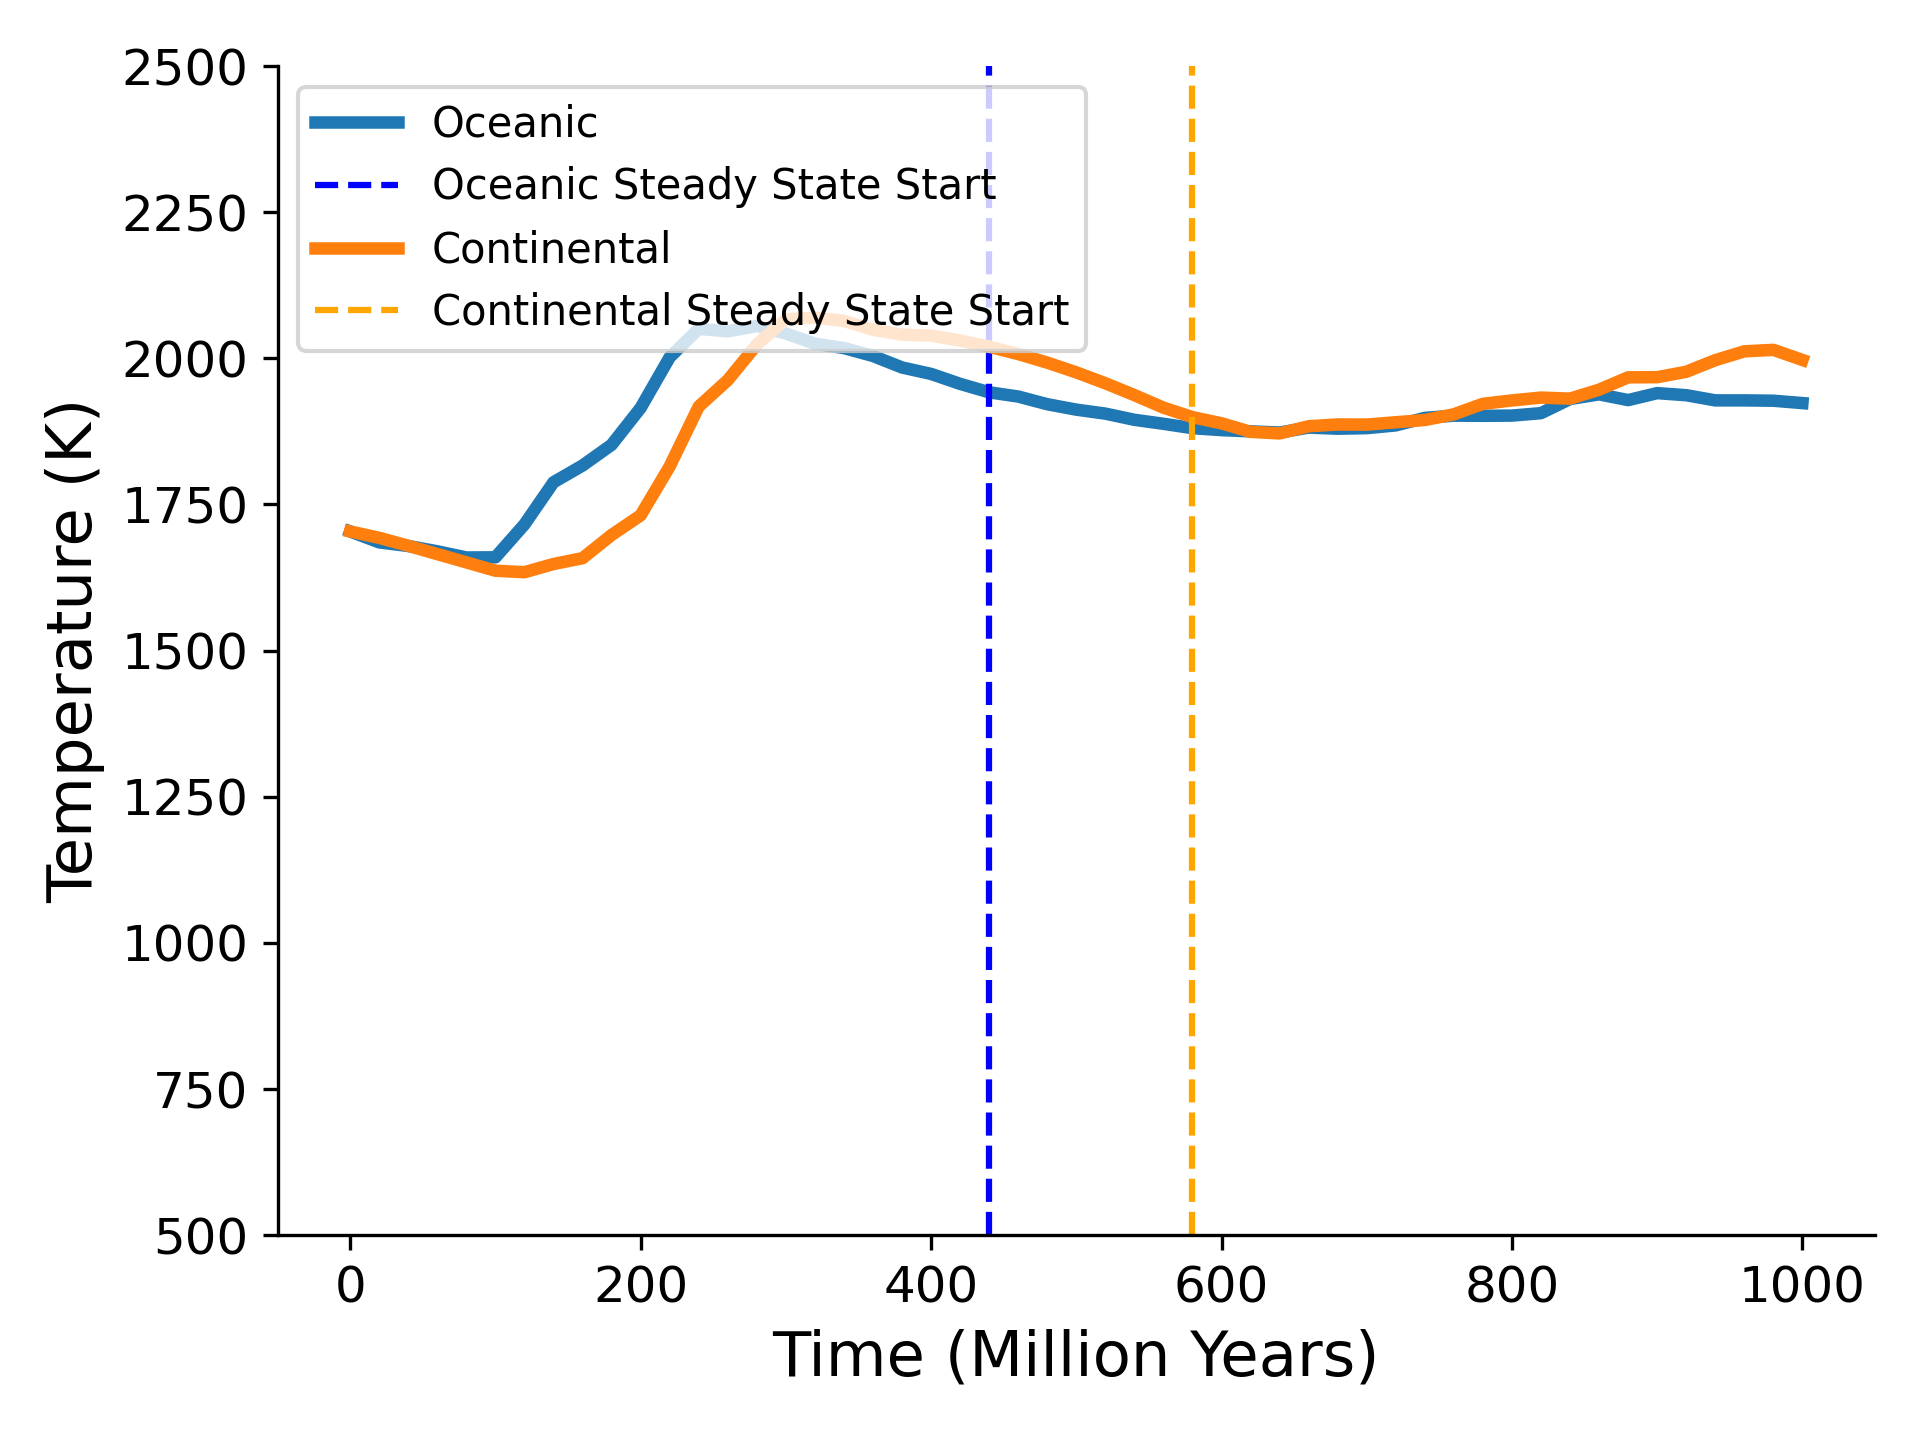 2500
2250
2000
1750
1500
1250
1000
750
500
Temperature (K)
Oceanic
Oceanic Steady State Start
Continental
Continental Steady State Start
0 200 400 600 800 1000
Time (Million Years)